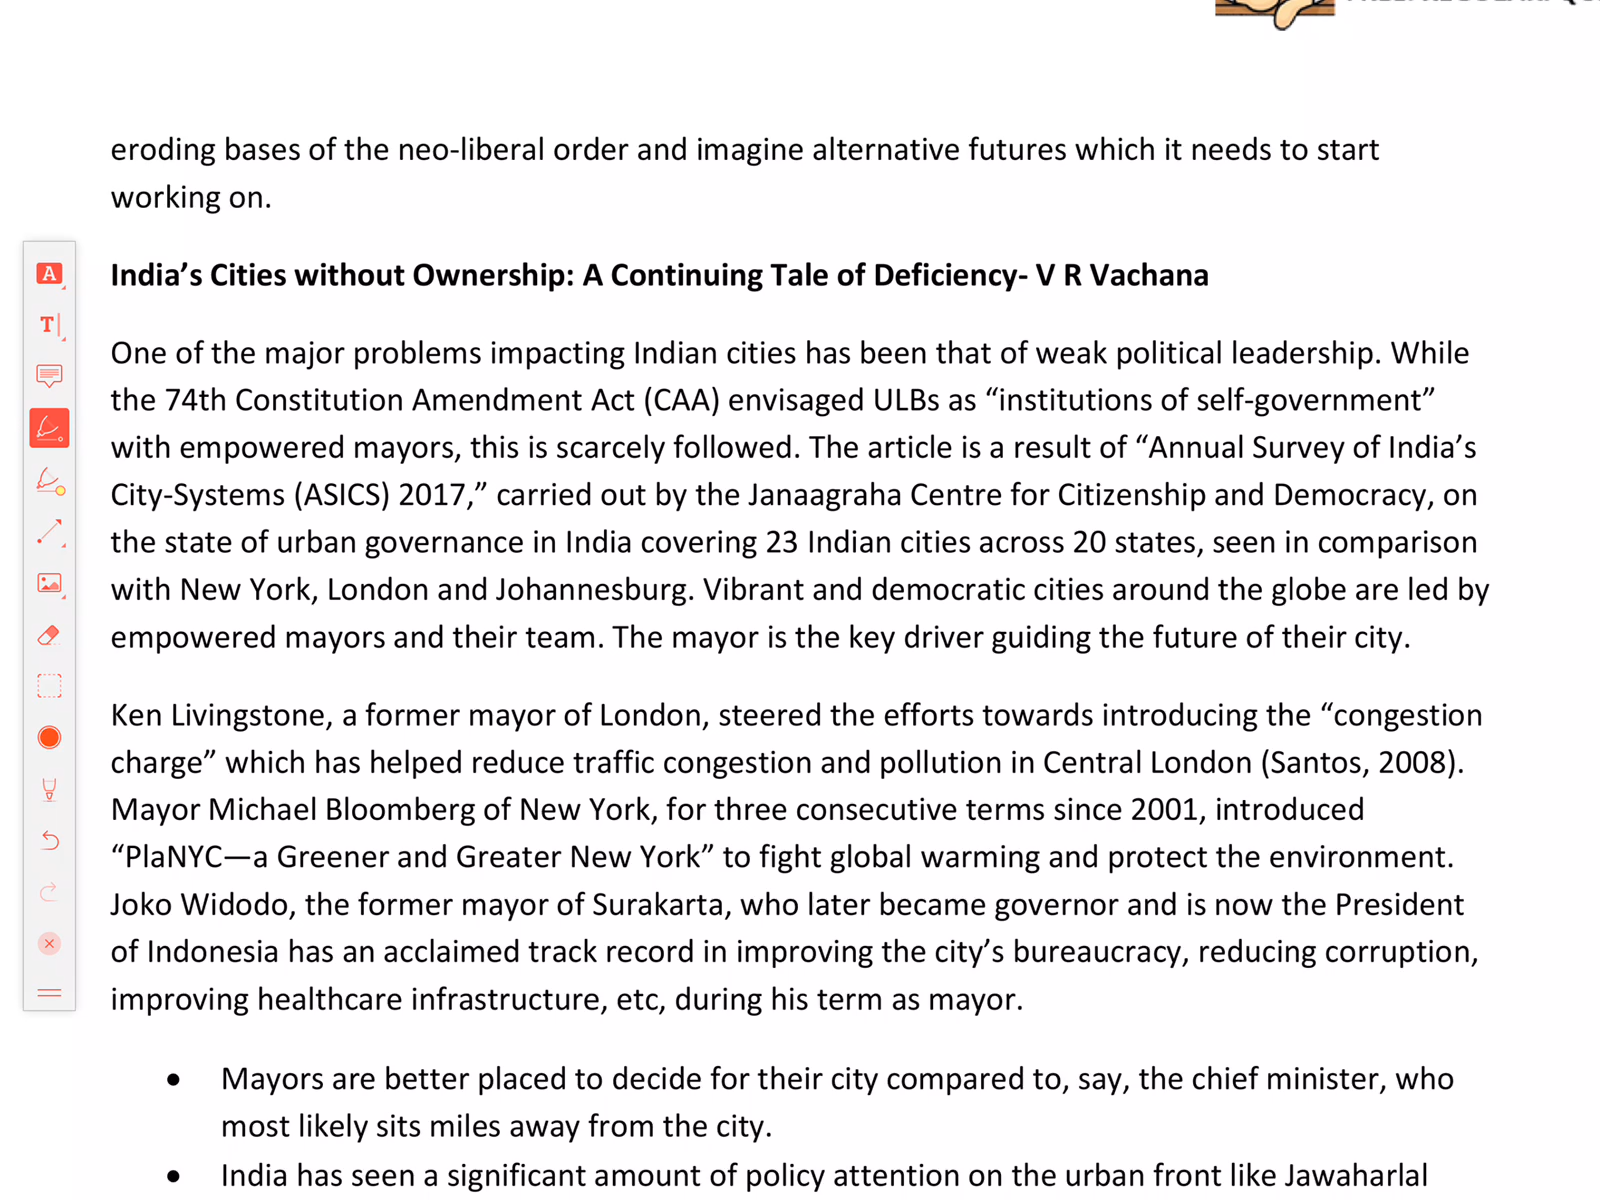 eroding bases of the neo-liberal order and imagine alternative futures which it needs to start
working on.
India’s Cities without Ownership: A Continuing Tale of Deficiency- V R Vachana
One of the major problems impacting Indian cities has been that of weak political leadership. While
the 74th Constitution Amendment Act (CAA) envisaged ULBs as “institutions of self-government”
with empowered mayors, this is scarcely followed. The article is a result of “Annual Survey of India’s
City-Systems (ASICS) 2017,” carried out by the Janaagraha Centre for Citizenship and Democracy, on
the state of urban governance in India covering 23 Indian cities across 20 states, seen in comparison
with New York, London and Johannesburg. Vibrant and democratic cities around the globe are led by
empowered mayors and their team. The mayor is the key driver guiding the future of their city.
Ken Livingstone, a former mayor of London, steered the efforts towards introducing the “congestion
charge” which has helped reduce traffic congestion and pollution in Central London (Santos, 2008).
Mayor Michael Bloomberg of New York, for three consecutive terms since 2001, introduced
“PlaNYC—a Greener and Greater New York” to fight global warming and protect the environment.
Joko Widodo, the former mayor of Surakarta, who later became governor and is now the President
of Indonesia has an acclaimed track record in improving the city’s bureaucracy, reducing corruption,
improving healthcare infrastructure, etc, during his term as mayor.
• Mayors are better placed to decide for their city compared to, say, the chief minister, who
most likely sits miles away from the city.
• India has seen a significant amount of policy attention on the urban front like Jawaharlal